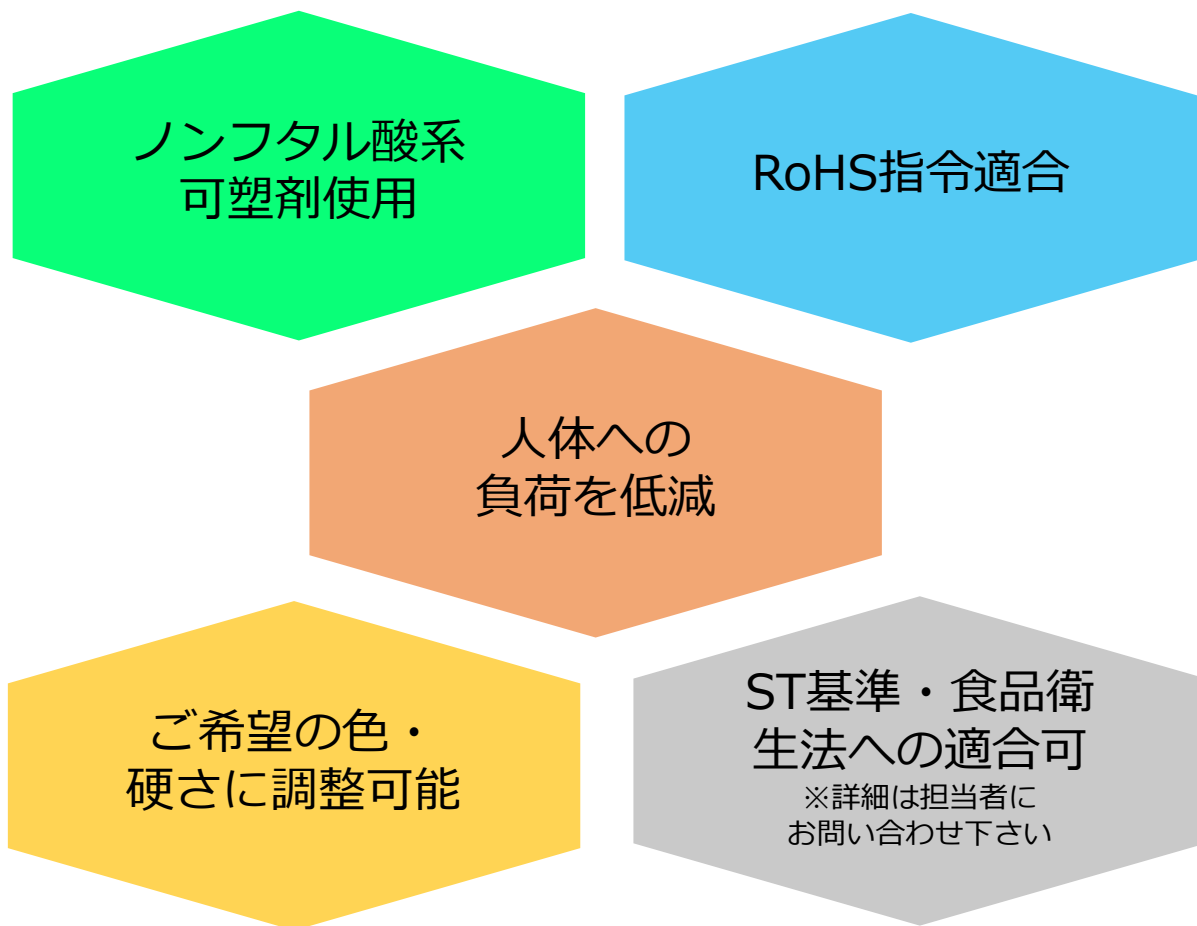 ノンフタル酸系
可塑剤使用
RoHS指令適合
人体への
負荷を低減
ご希望の色・
硬さに調整可能
ST基準・食品衛
生法への適合可
※詳細は担当者に
お問い合わせ下さい